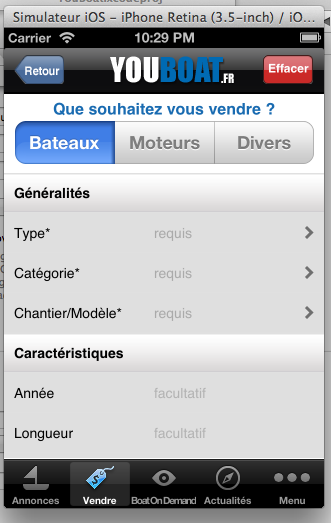 Simulateur iOS - iPhone Retina (3.5-inch) / iO...
Carrier 10:29 PM
Retour YOUBOAT.FR Effacer
Que souhaitez vous vendre ?
Bateaux Moteurs Divers
Généralités
Type* requis
Catégorie* requis
Chantier/Modèle* requis
Caractéristiques
Année facultatif
Longueur facultatif
Annonces Vendre BoatOnDemand Actualités Menu